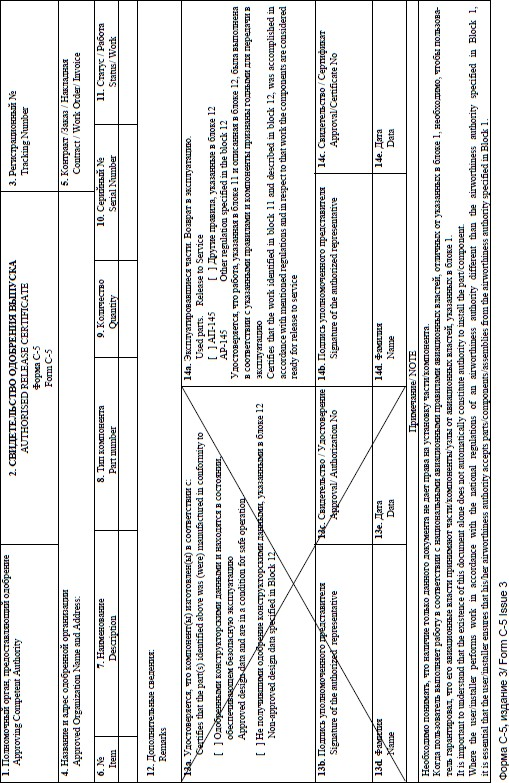 1. Полномочный орган, предоставляющий одобрение
Approving Competent Authority
2. СВИДЕТЕЛЬСТВО ОДОБРЕНИЯ ВЫПУСКА
AUTHORISED RELEASE CERTIFICATE
Форма С-5
Form C-5
3. Регистрационный №
Tracking Number
4. Название и адрес одобренной организации
Approved Organization Name and Address:
5. Контракт /Заказ / Накладная
Contract / Work Order/ Invoice
6. №
Item
7. Наименование
Description
8. Тип компонента
Part number
9. Количество
Quantity
10. Серийный №
Serial Number
11. Статус / Работа
Status/ Work
12. Дополнительные сведения:
Remarks
13a. Удостоверяется, что компонент(ы) изготовлен(ы) в соответствии с:
Certifies that the part(s) identified above was (were) manufactured in conformity to
[ ] Одобренными конструкторскими данными и находятся в состоянии,
обеспечивающем безопасную эксплуатацию
Approved design data and are in a condition for safe operation
[ ] Не получившими одобрение конструкторскими данными, указанными в блоке 12
Non-approved design data specified in Block 12
14a. Эксплуатировавшиеся части. Возврат в эксплуатацию.
Used parts. Release to Service
[ ] АП-145 [ ] Другие правила, указанные в блоке 12
AP-145 Other regulation specified in the block 12
Удостоверяется, что работа, указанная в блоке 11 и описанная в блоке 12, была выполнена
в соответствии с указанными правилами и компоненты признаны годными для передачи в
эксплуатацию
Certifies that the work identified in block 11 and described in block 12, was accomplished in
accordance with mentioned regulations and in respect to that work the components are considered
ready for release to service
13b. Подпись уполномоченного представителя
Signature of the authorized representative
13c. Свидетельство / Удостоверение
Approval/ Authorization No
14b. Подпись уполномоченного представителя
Signature of the authorized representative
14c. Свидетельство / Сертификат
Approval/Certificate No
13d. Фамилия
Name
13e. Дата
Data
14d. Фамилия
Name
14e. Дата
Data
Примечание/ NOTE
Необходимо понимать, что наличие только данного документа не дает права на установку части/компонента.
Когда пользователь выполняет работу в соответствии с национальными авиационными правилами авиационных властей, отличных от указанных в блоке 1, необходимо, чтобы пользова-
тель гарантировал, что его авиационные власти принимают части/компоненты/узлы от авиационных властей, указанных в блоке 1.
It is important to understand that the existence of this document alone does not automatically constitute authority to install the part/component
Where the user/installer performs work in accordance with the national regulations of an airworthiness authority different than the airworthiness authority specified in Block 1,
it is essential that the user/installer ensures that his/her airworthiness authority accepts parts/components/assemblies from the airworthiness authority specified in Block 1.
Форма С-5, издание 3/ Form C-5 Issue 3